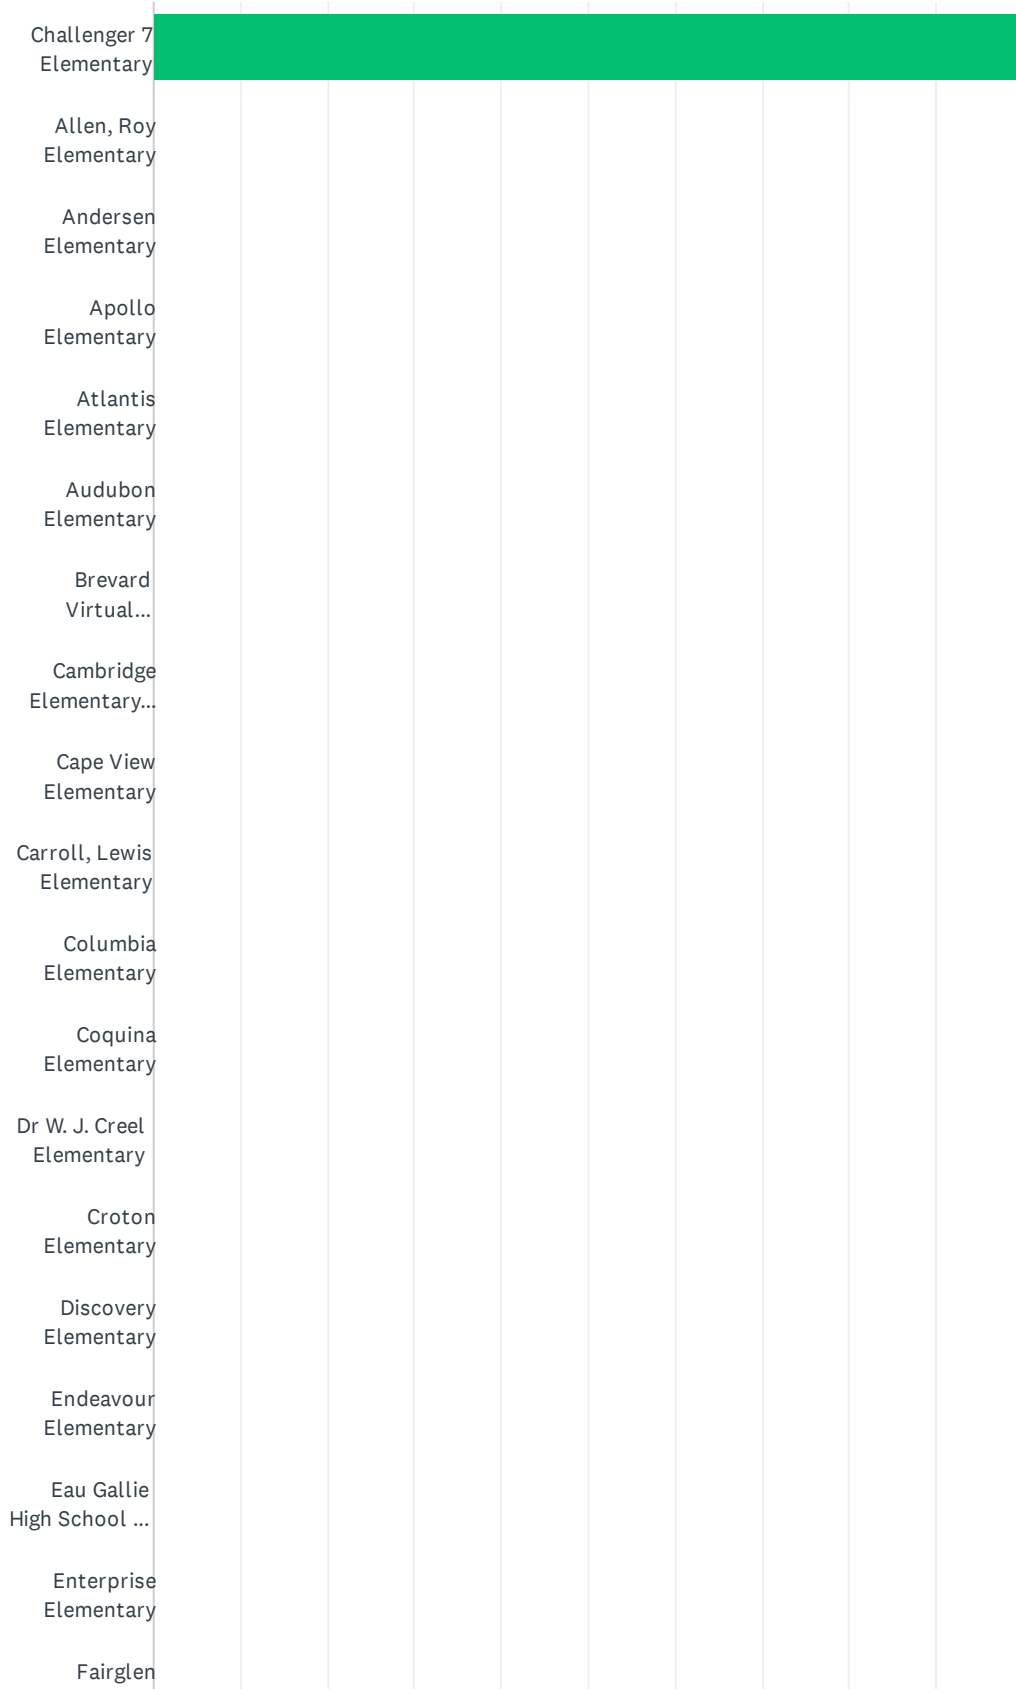 Challenger 7
Elementary
Allen, Roy
Elementary
Andersen
Elementary
Apollo
Elementary
Atlantis
Elementary
Audubon
Elementary
Brevard
Virtual...
Cambridge
Elementary...
Cape View
Elementary
Carroll, Lewis
Elementary
Columbia
Elementary
Coquina
Elementary
Dr W. J. Creel
Elementary
Croton
Elementary
Discovery
Elementary
Endeavour
Elementary
Eau Gallie
High School ...
Enterprise
Elementary
Fairglen